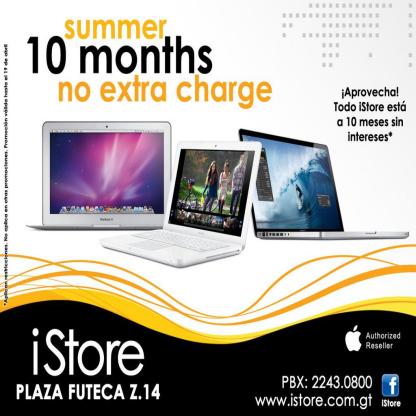 summer
10 months
no extra charge
¡Aprovecha!
Todo iStore está
a 10 meses sin
intereses*
*Aplican restricciones. No aplica en otras promociones. Promoción válida hasta el 19 de abril
iStore
PLAZA FUTECA Z.14
Authorized
Reseller
PBX: 2243.0800
www.istore.com.gt
iStore